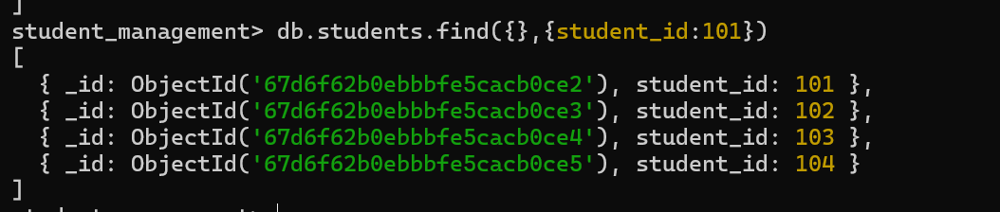 ]
student_management> db.students.find({},{student_id:101})
[
  { _id: ObjectId('67d6f62b0ebbbfe5cacb0ce2'), student_id: 101 },
  { _id: ObjectId('67d6f62b0ebbbfe5cacb0ce3'), student_id: 102 },
  { _id: ObjectId('67d6f62b0ebbbfe5cacb0ce4'), student_id: 103 },
  { _id: ObjectId('67d6f62b0ebbbfe5cacb0ce5'), student_id: 104 }
]